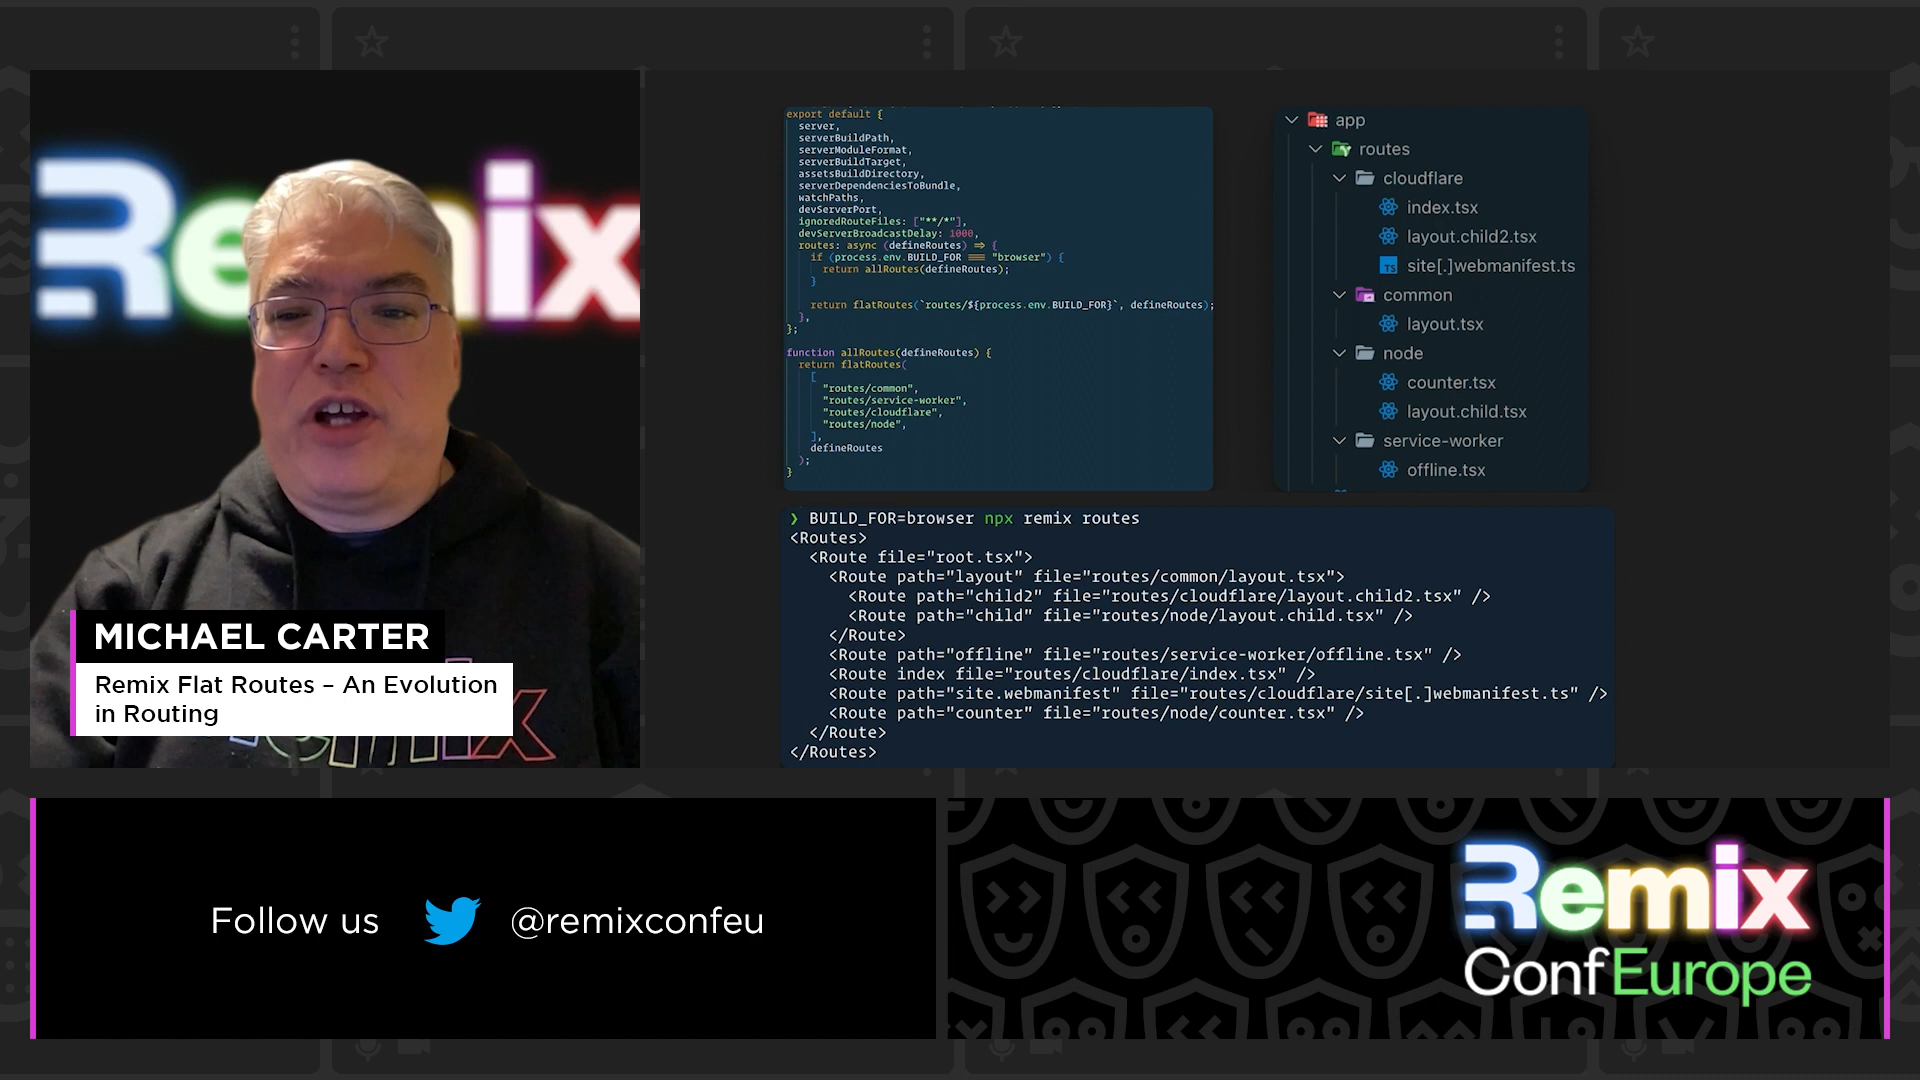 Remix
MICHAEL CARTER
Remix Flat Routes – An Evolution
in Routing
remix
export default {
  server,
  serverBuildPath,
  serverModuleFormat,
  serverBuildTarget,
  assetsBuildDirectory,
  serverDependenciesToBundle,
  watchPaths,
  devServerPort,
  ignoredRouteFiles: ["**/*"],
  devServerBroadcastDelay: 1000,
  routes: async (defineRoutes) => {
    if (process.env.BUILD_FOR === "browser") {
      return allRoutes(defineRoutes);
    }
    return flatRoutes(`routes/${process.env.BUILD_FOR}`, defineRoutes);
  },
};
function allRoutes(defineRoutes) {
  return flatRoutes(
    [
      "routes/common",
      "routes/service-worker",
      "routes/cloudflare",
      "routes/node",
    ],
    defineRoutes
  );
}
app
routes
cloudflare
index.tsx
layout.child2.tsx
TS site[.]webmanifest.ts
common
layout.tsx
node
counter.tsx
layout.child.tsx
service-worker
offline.tsx
❯ BUILD_FOR=browser npx remix routes
<Routes>
  <Route file="root.tsx">
    <Route path="layout" file="routes/common/layout.tsx">
      <Route path="child2" file="routes/cloudflare/layout.child2.tsx" />
      <Route path="child" file="routes/node/layout.child.tsx" />
    </Route>
    <Route path="offline" file="routes/service-worker/offline.tsx" />
    <Route index file="routes/cloudflare/index.tsx" />
    <Route path="site.webmanifest" file="routes/cloudflare/site[.]webmanifest.ts" />
    <Route path="counter" file="routes/node/counter.tsx" />
  </Route>
</Routes>
Follow us @remixconfeu
Remix
Conf Europe